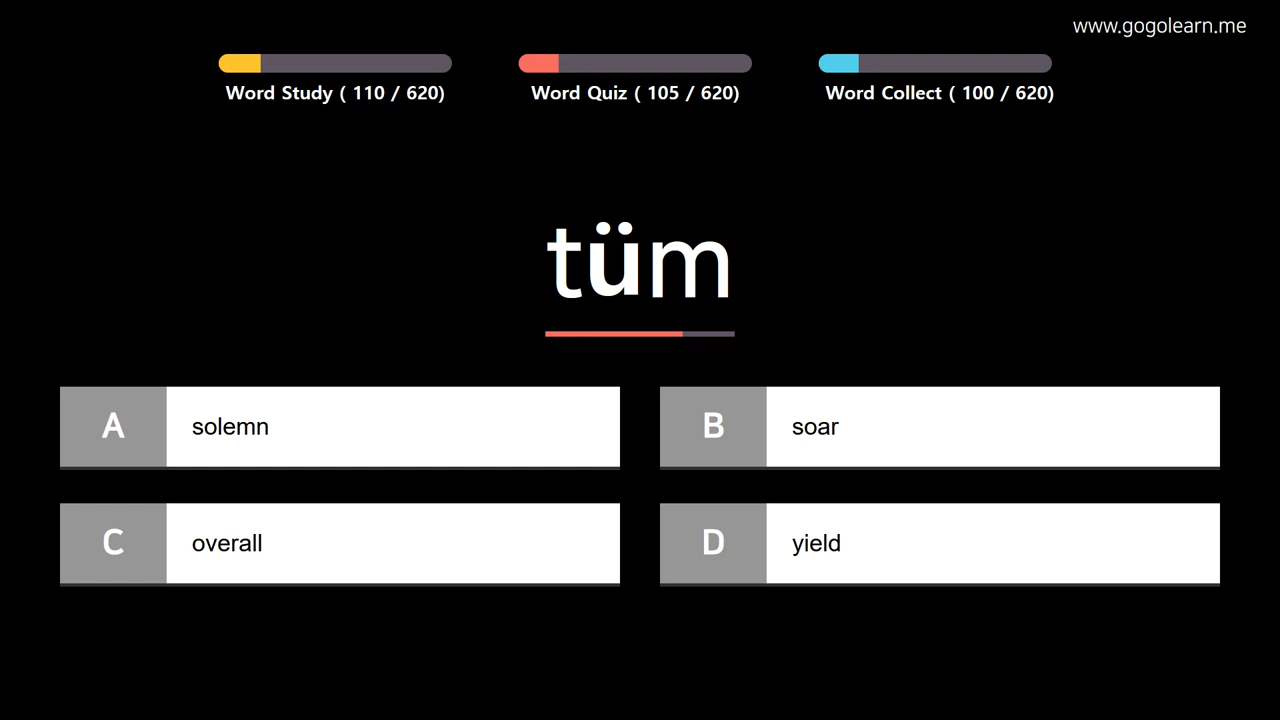 www.gogolearn.me
Word Study ( 110 / 620)
Word Quiz ( 105 / 620)
Word Collect ( 100 / 620)
tüm
A solemn
B soar
C overall
D yield